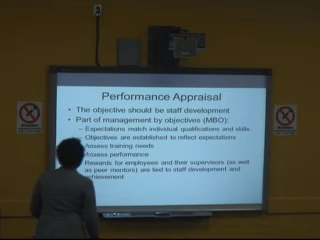 Performance Appraisal
• The objective should be staff development
• Part of management by objectives (MBO):
– Expectations match individual qualifications and skills
– Objectives are established to reflect expectations
Assess training needs
Assess performance
Rewards for employees and their supervisors (as well
as peer mentors) are tied to staff development and
achievement